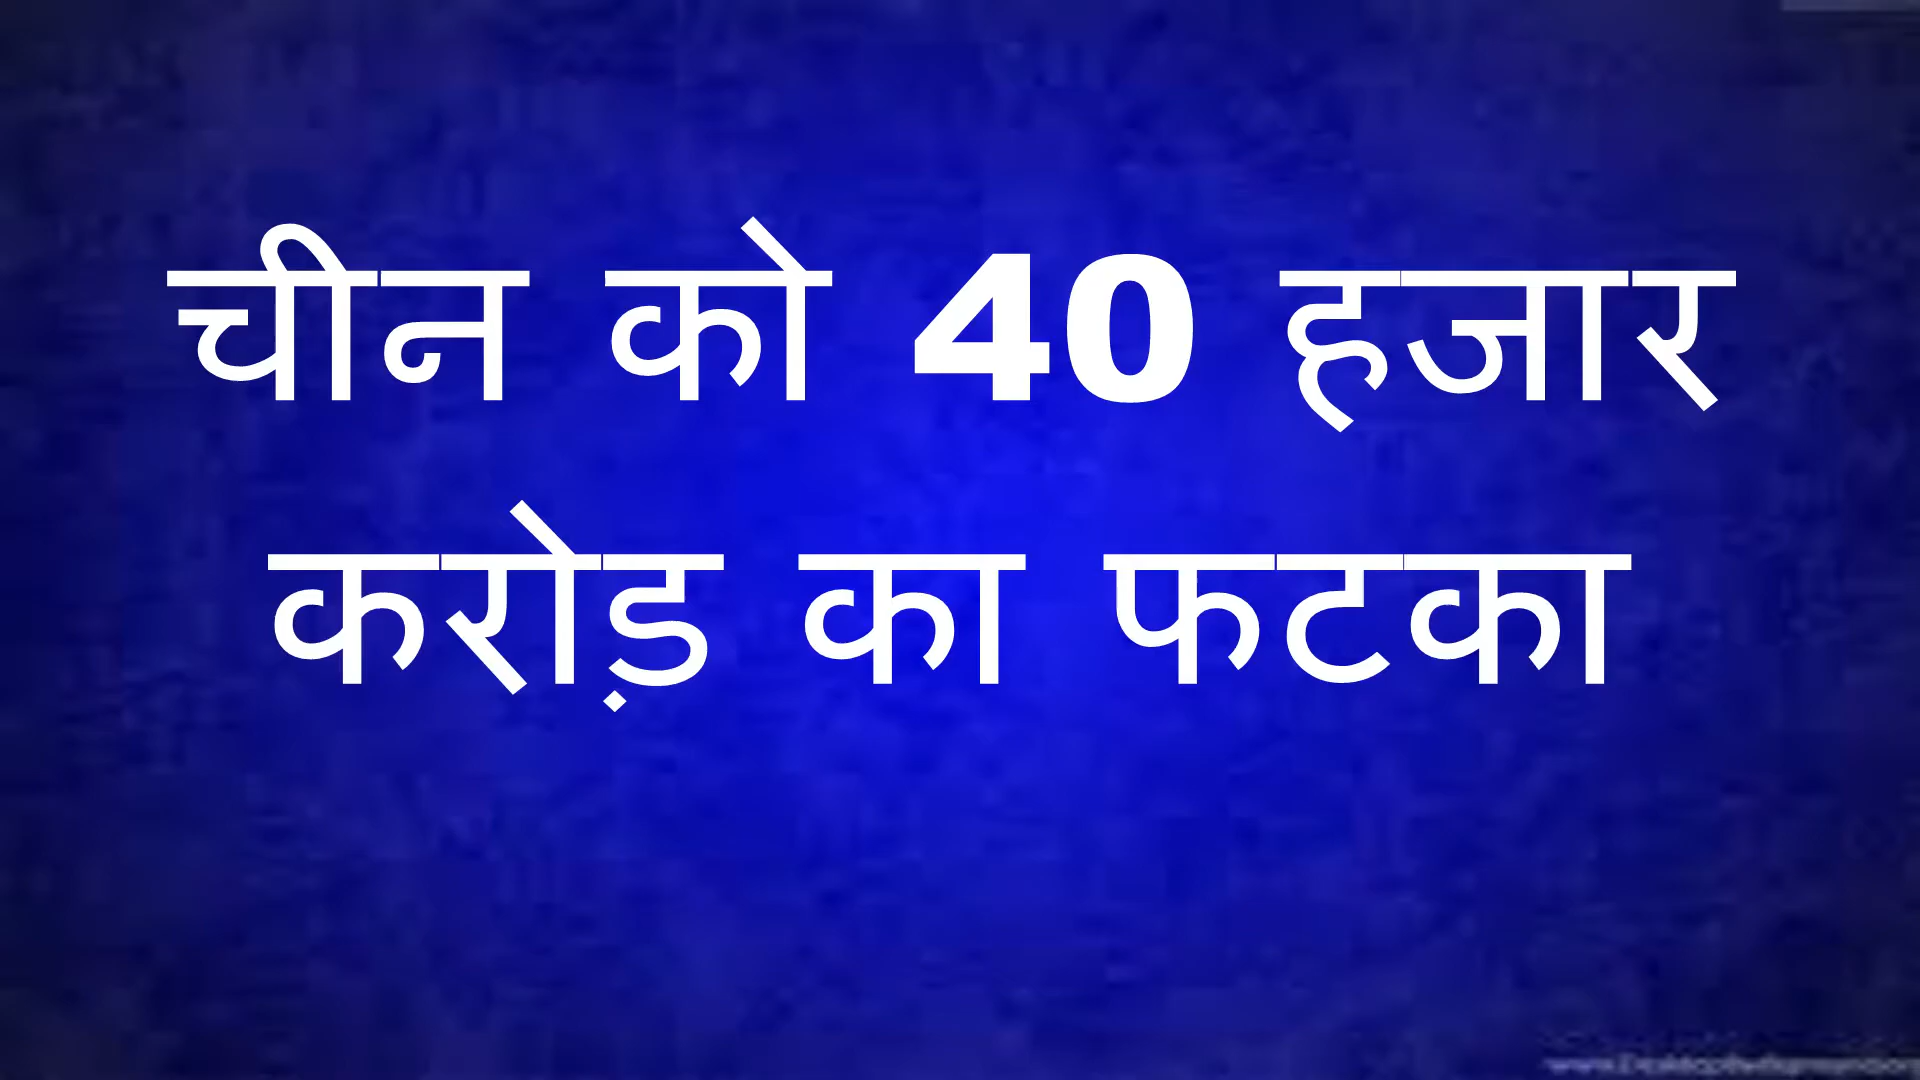 चीन को 40 हजार
करोड़ का फटका